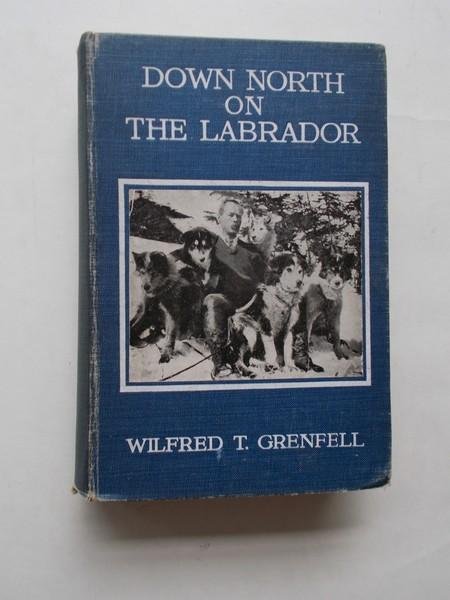 DOWN NORTH
ON
THE LABRADOR
WILFRED T. GRENFELL